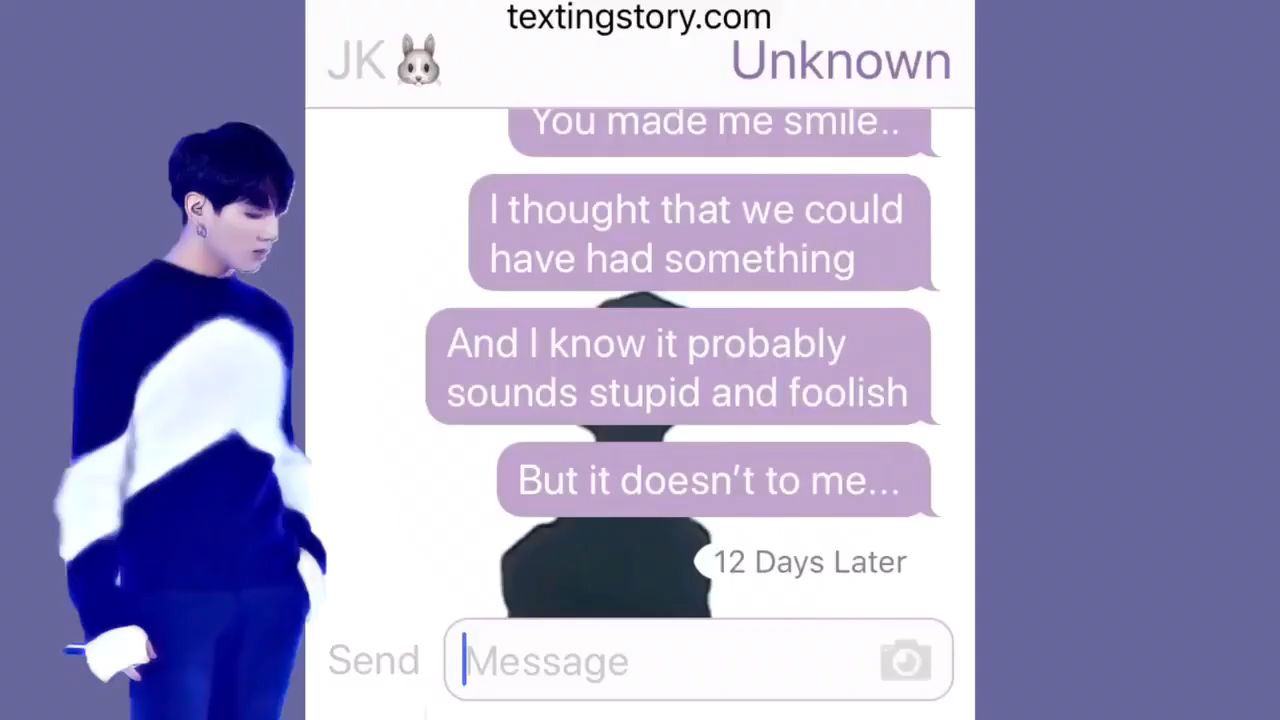 textingstory.com
JK🐰 Unknown
You made me smile..
I thought that we could
have had something
And I know it probably
sounds stupid and foolish
But it doesn’t to me...
12 Days Later
Send Message